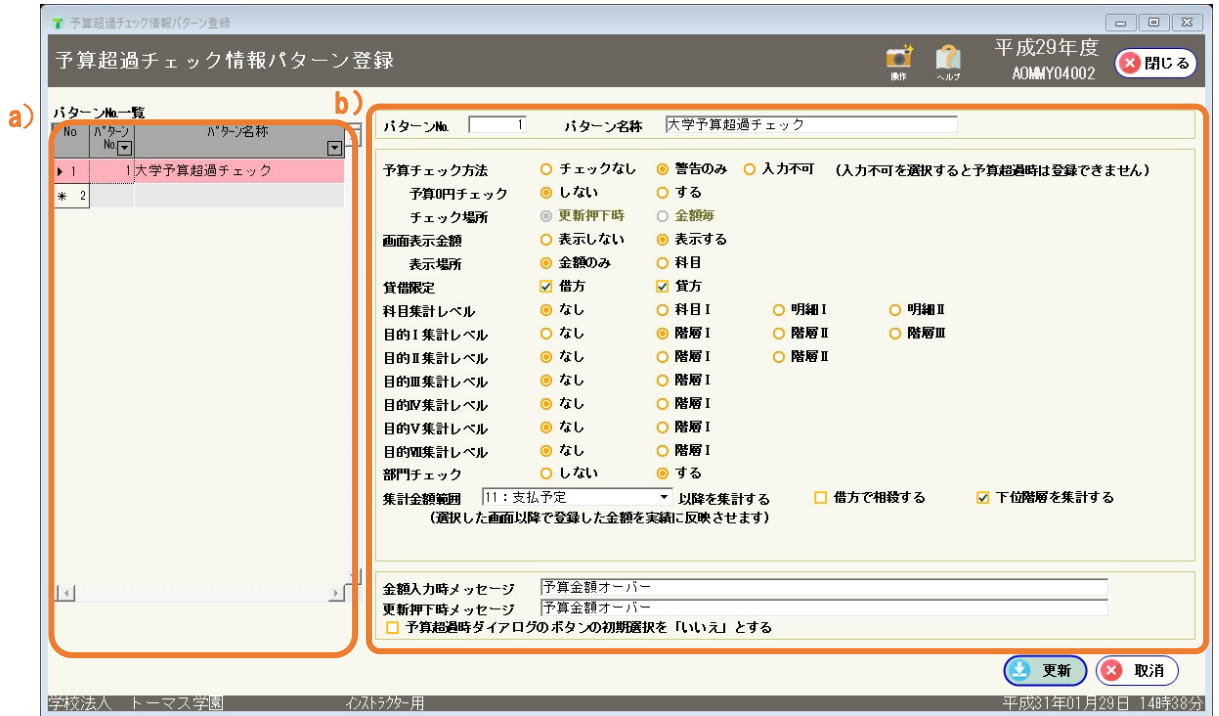 予算超過チェック情報パターン登録
予算超過チェック情報パターン登録
操作 ヘルプ 平成29年度 AOMMY04002 閉じる
a) b)
パターン№一覧
No パターンNo. パターン名称
1 1 大学予算超過チェック
* 2
パターン№ 1 パターン名称 大学予算超過チェック
予算チェック方法 チェックなし 警告のみ 入力不可 (入力不可を選択すると予算超過時は登録できません)
予算0円チェック しない する
チェック場所 更新押下時 金額毎
画面表示金額 表示しない 表示する
表示場所 金額のみ 科目
貸借限定 借方 貸方
科目集計レベル なし 科目Ⅰ 明細Ⅰ 明細Ⅱ
目的Ⅰ集計レベル なし 階層Ⅰ 階層Ⅱ 階層Ⅲ
目的Ⅱ集計レベル なし 階層Ⅰ 階層Ⅱ
目的Ⅲ集計レベル なし 階層Ⅰ
目的Ⅳ集計レベル なし 階層Ⅰ
目的Ⅴ集計レベル なし 階層Ⅰ
目的Ⅶ集計レベル なし 階層Ⅰ
部門チェック しない する
集計金額範囲 11:支払予定 以降を集計する 借方で相殺する 下位階層を集計する
(選択した画面以降で登録した金額を実績に反映させます)
金額入力時メッセージ 予算金額オーバー
更新押下時メッセージ 予算金額オーバー
予算超過時ダイアログのボタンの初期選択を「いいえ」とする
更新 取消
学校法人 トーマス学園 インストラクター用 平成31年01月29日 14時38分